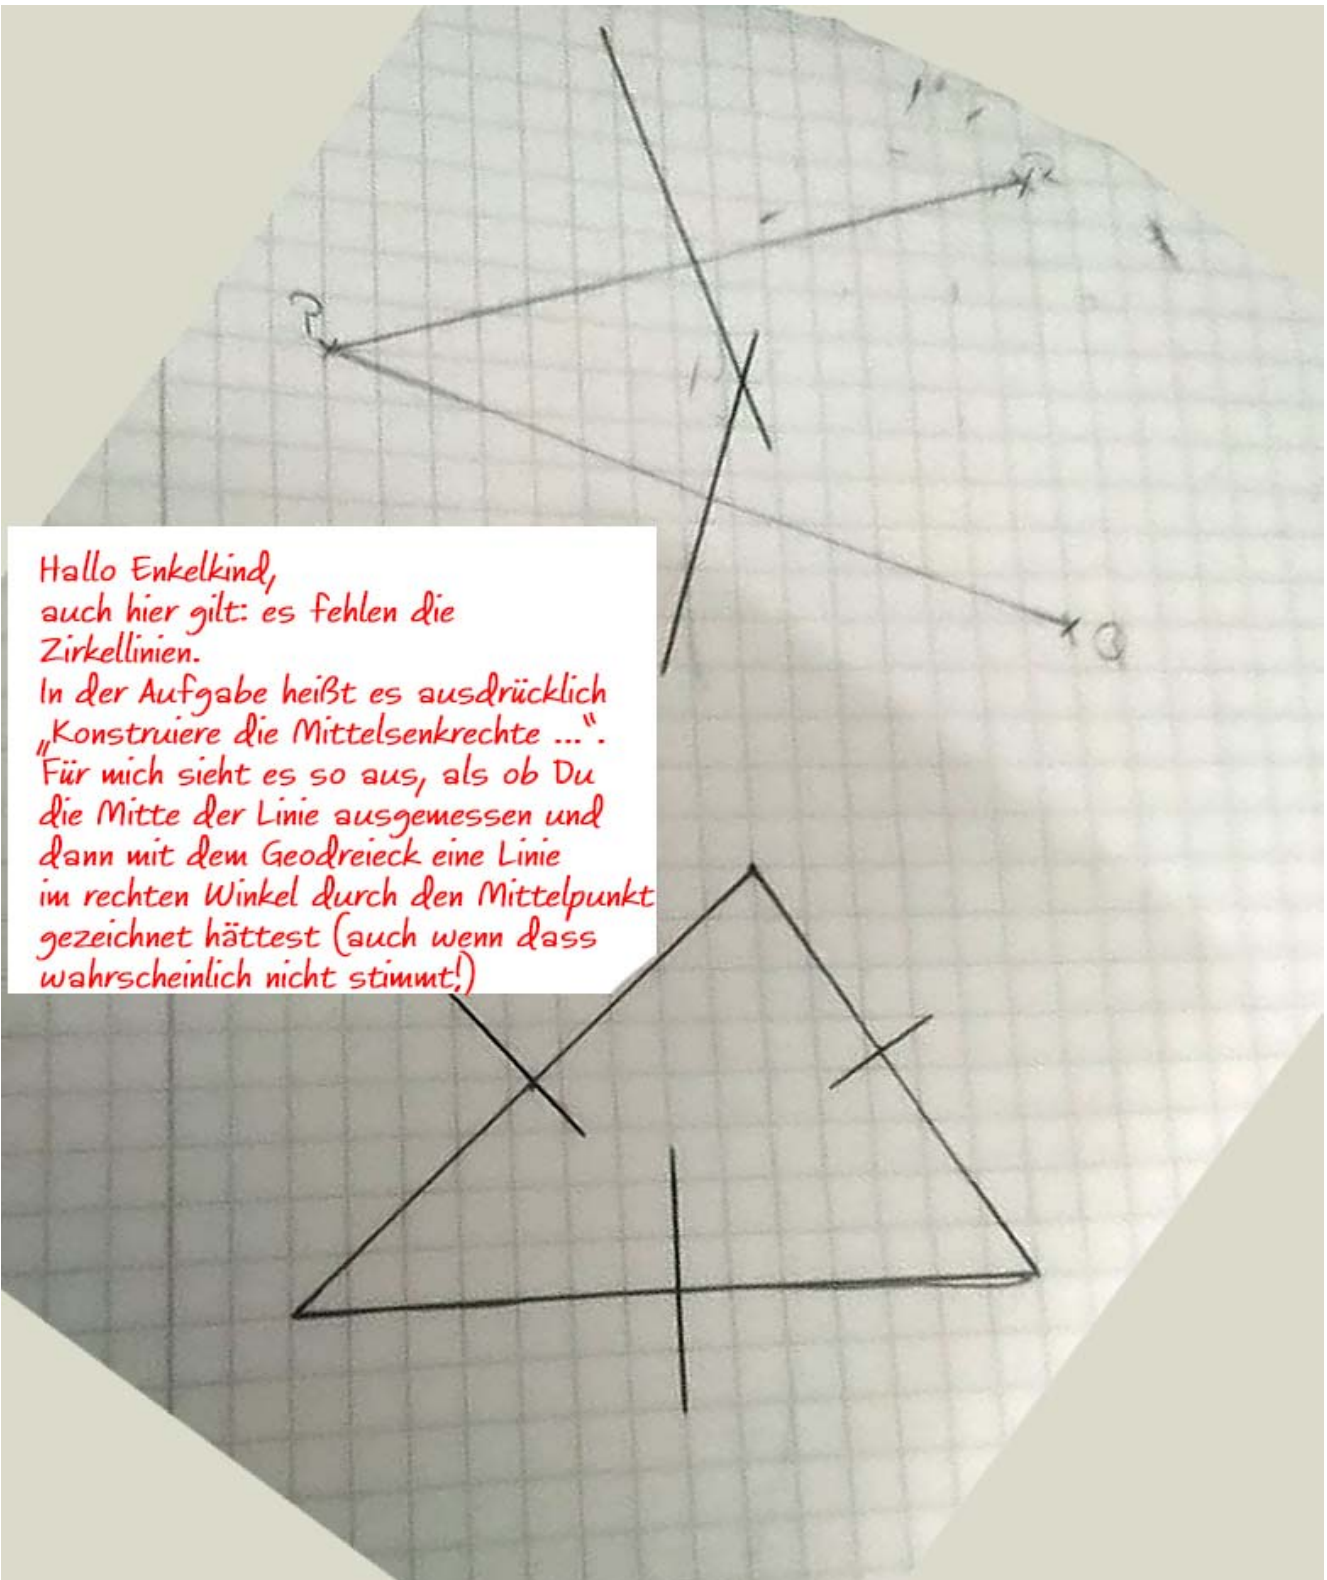 R
P
Q
Hallo Enkelkind,
auch hier gilt: es fehlen die
Zirkellinien.
In der Aufgabe heißt es ausdrücklich
„Konstruiere die Mittelsenkrechte ...“.
Für mich sieht es so aus, als ob Du
die Mitte der Linie ausgemessen und
dann mit dem Geodreieck eine Linie
im rechten Winkel durch den Mittelpunkt
gezeichnet hättest (auch wenn dass
wahrscheinlich nicht stimmt!)